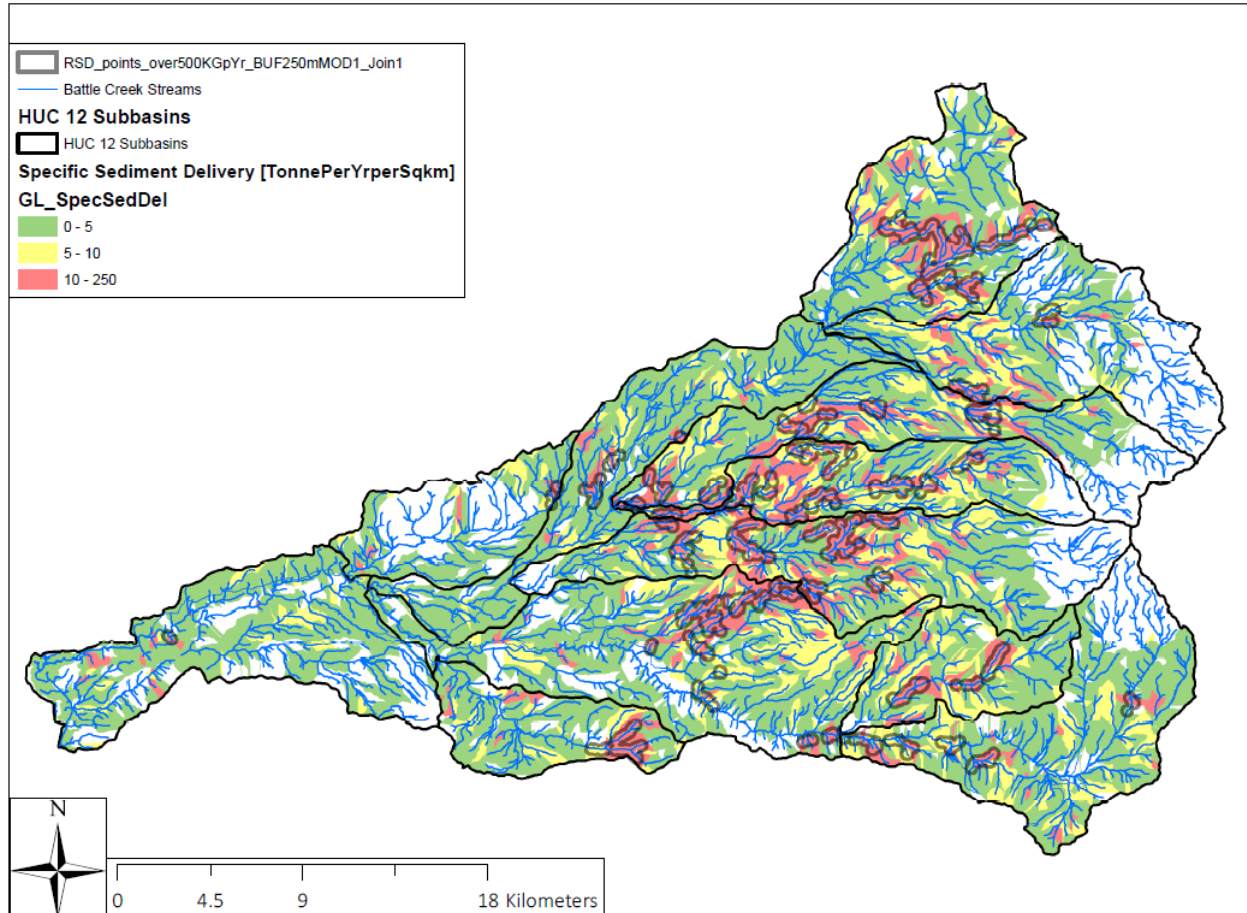 RSD_points_over500KGpYr_BUF250mMOD1_Join1
Battle Creek Streams
HUC 12 Subbasins
HUC 12 Subbasins
Specific Sediment Delivery [TonnePerYrperSqkm]
GL_SpecSedDel
0 - 5
5 - 10
10 - 250
N
0 4.5 9 18 Kilometers